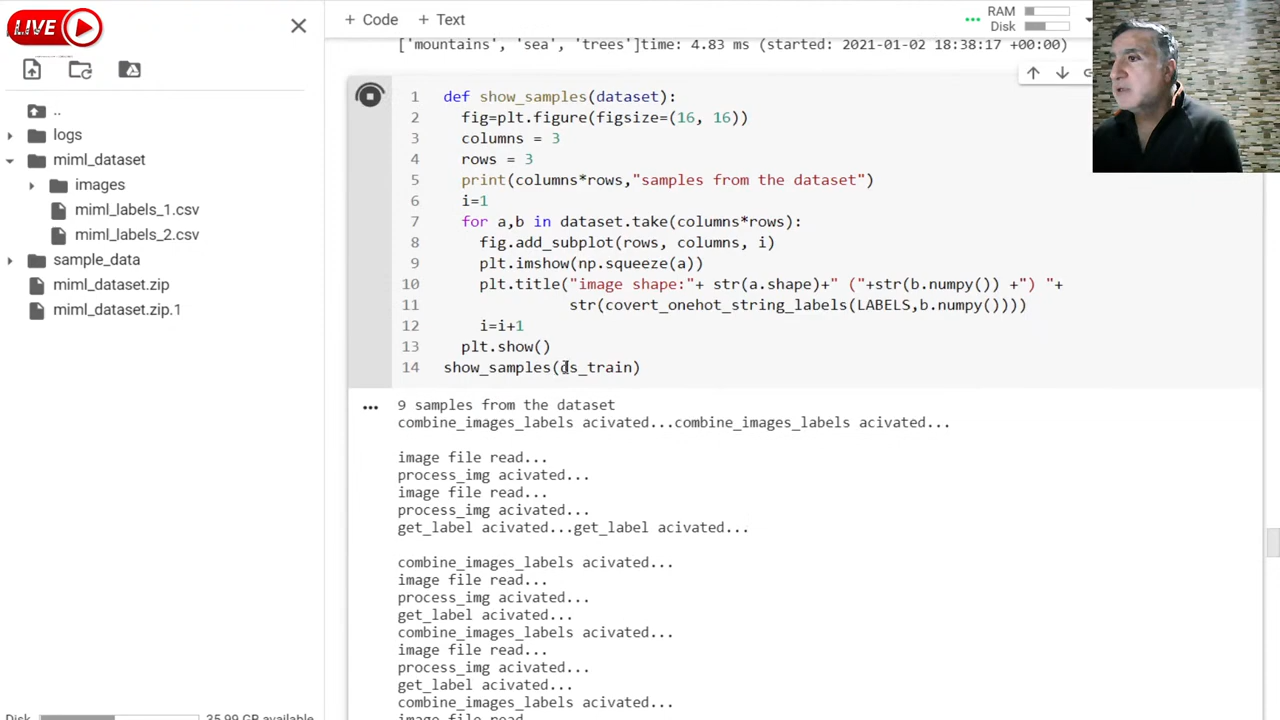 LIVE
+ Code + Text
RAM
Disk
['mountains', 'sea', 'trees']time: 4.83 ms (started: 2021-01-02 18:38:17 +00:00)
..
logs
miml_dataset
images
miml_labels_1.csv
miml_labels_2.csv
sample_data
miml_dataset.zip
miml_dataset.zip.1
Disk 35.99 GB available
1 def show_samples(dataset):
2 fig=plt.figure(figsize=(16, 16))
3 columns = 3
4 rows = 3
5 print(columns*rows,"samples from the dataset")
6 i=1
7 for a,b in dataset.take(columns*rows):
8 fig.add_subplot(rows, columns, i)
9 plt.imshow(np.squeeze(a))
10 plt.title("image shape:"+ str(a.shape)+" ("+str(b.numpy()) +") "+
11 str(covert_onehot_string_labels(LABELS,b.numpy())))
12 i=i+1
13 plt.show()
14 show_samples(ds_train)
9 samples from the dataset
combine_images_labels acivated...combine_images_labels acivated...
image file read...
process_img acivated...
image file read...
process_img acivated...
get_label acivated...get_label acivated...
combine_images_labels acivated...
image file read...
process_img acivated...
get_label acivated...
combine_images_labels acivated...
image file read...
process_img acivated...
get_label acivated...
combine_images_labels acivated...
image file read